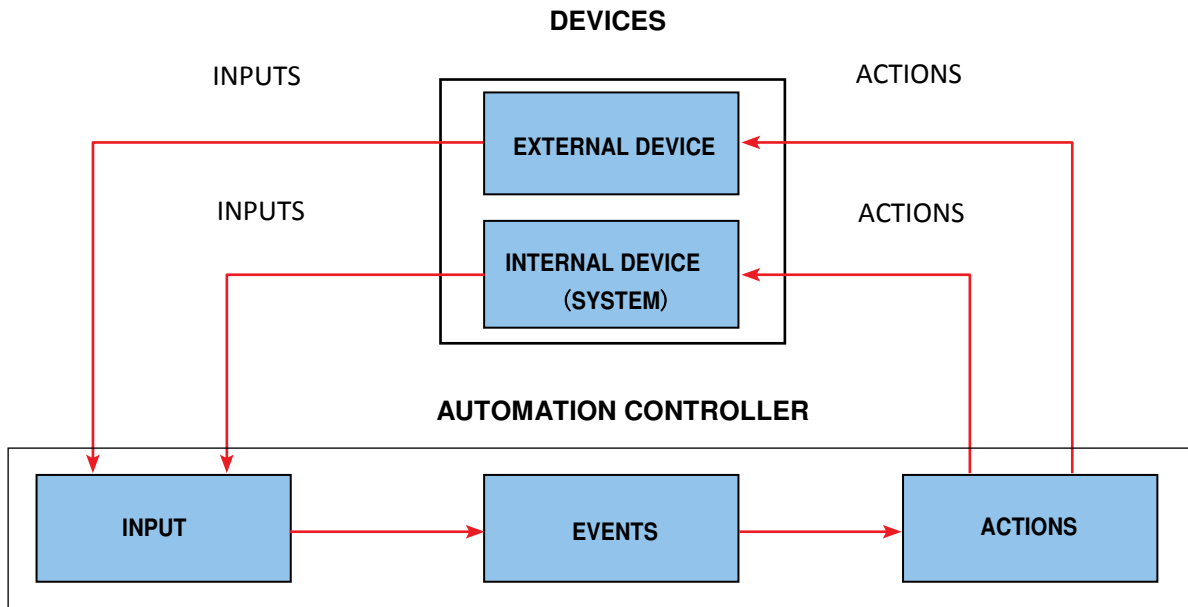 DEVICES
INPUTS
ACTIONS
EXTERNAL DEVICE
INPUTS
ACTIONS
INTERNAL DEVICE
(SYSTEM)
AUTOMATION CONTROLLER
INPUT
EVENTS
ACTIONS